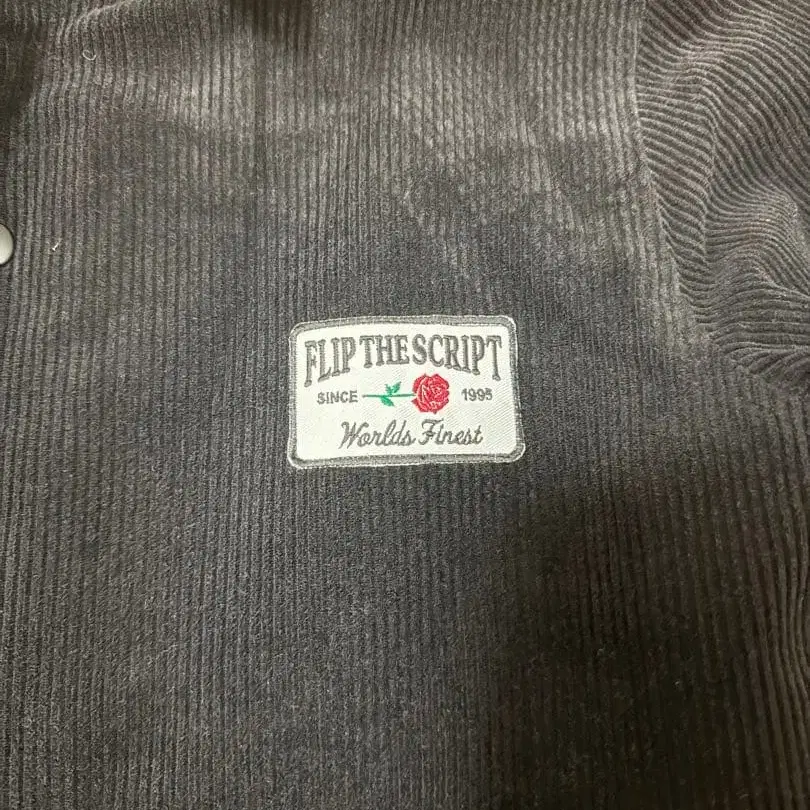 FLIP THE SCRIPT
SINCE 1995
Worlds Finest